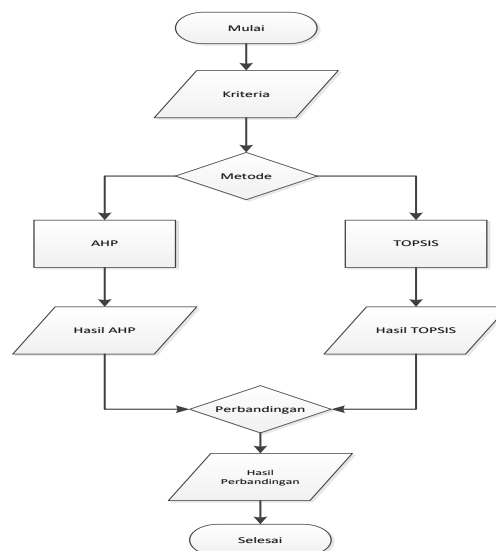 Mulai
Kriteria
Metode
AHP
TOPSIS
Hasil AHP
Hasil TOPSIS
Perbandingan
Hasil
Perbandingan
Selesai